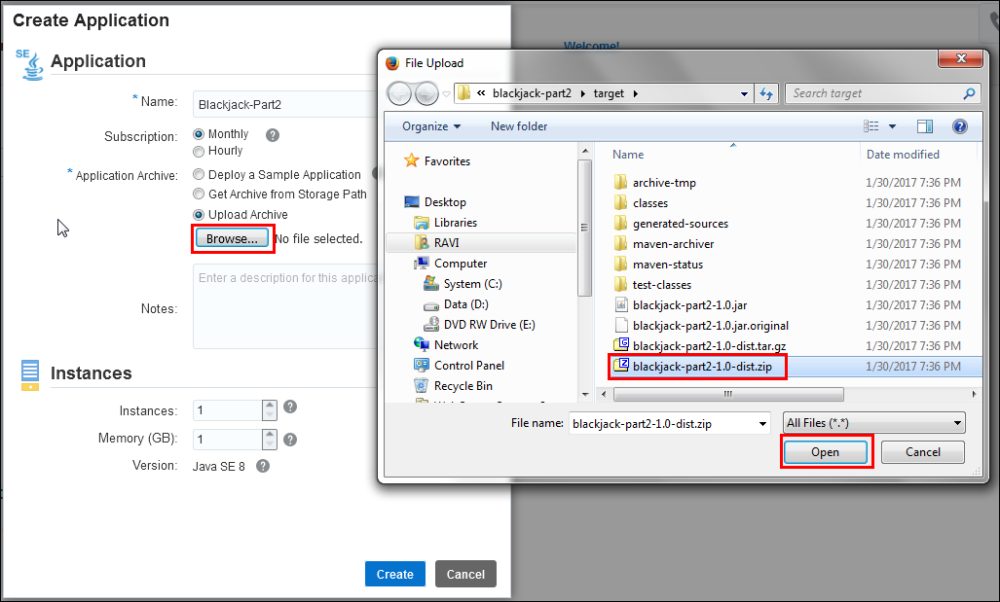 Create Application
SE
Application
* Name:
Blackjack-Part2
Subscription:
Monthly
?
Hourly
* Application Archive:
Deploy a Sample Application
Get Archive from Storage Path
Upload Archive
Browse...
No file selected.
Enter a description for this applica
Notes:
Instances
Instances:
1
?
Memory (GB):
1
?
Version:
Java SE 8
?
Create
Cancel
Welcome!
File Upload
« blackjack-part2 ▸ target ▸
Search target
Organize
New folder
?
Favorites
Desktop
Libraries
RAVI
Computer
System (C:)
Data (D:)
DVD RW Drive (E:)
Network
Control Panel
Recycle Bin
Name
Date modified
archive-tmp 1/30/2017 7:36 PM
classes 1/30/2017 7:36 PM
generated-sources 1/30/2017 7:36 PM
maven-archiver 1/30/2017 7:36 PM
maven-status 1/30/2017 7:36 PM
test-classes 1/30/2017 7:36 PM
blackjack-part2-1.0.jar 1/30/2017 7:36 PM
blackjack-part2-1.0.jar.original 1/30/2017 7:36 PM
blackjack-part2-1.0-dist.tar.gz 1/30/2017 7:36 PM
blackjack-part2-1.0-dist.zip 1/30/2017 7:36 PM
File name:
blackjack-part2-1.0-dist.zip
All Files (*.*)
Open
Cancel